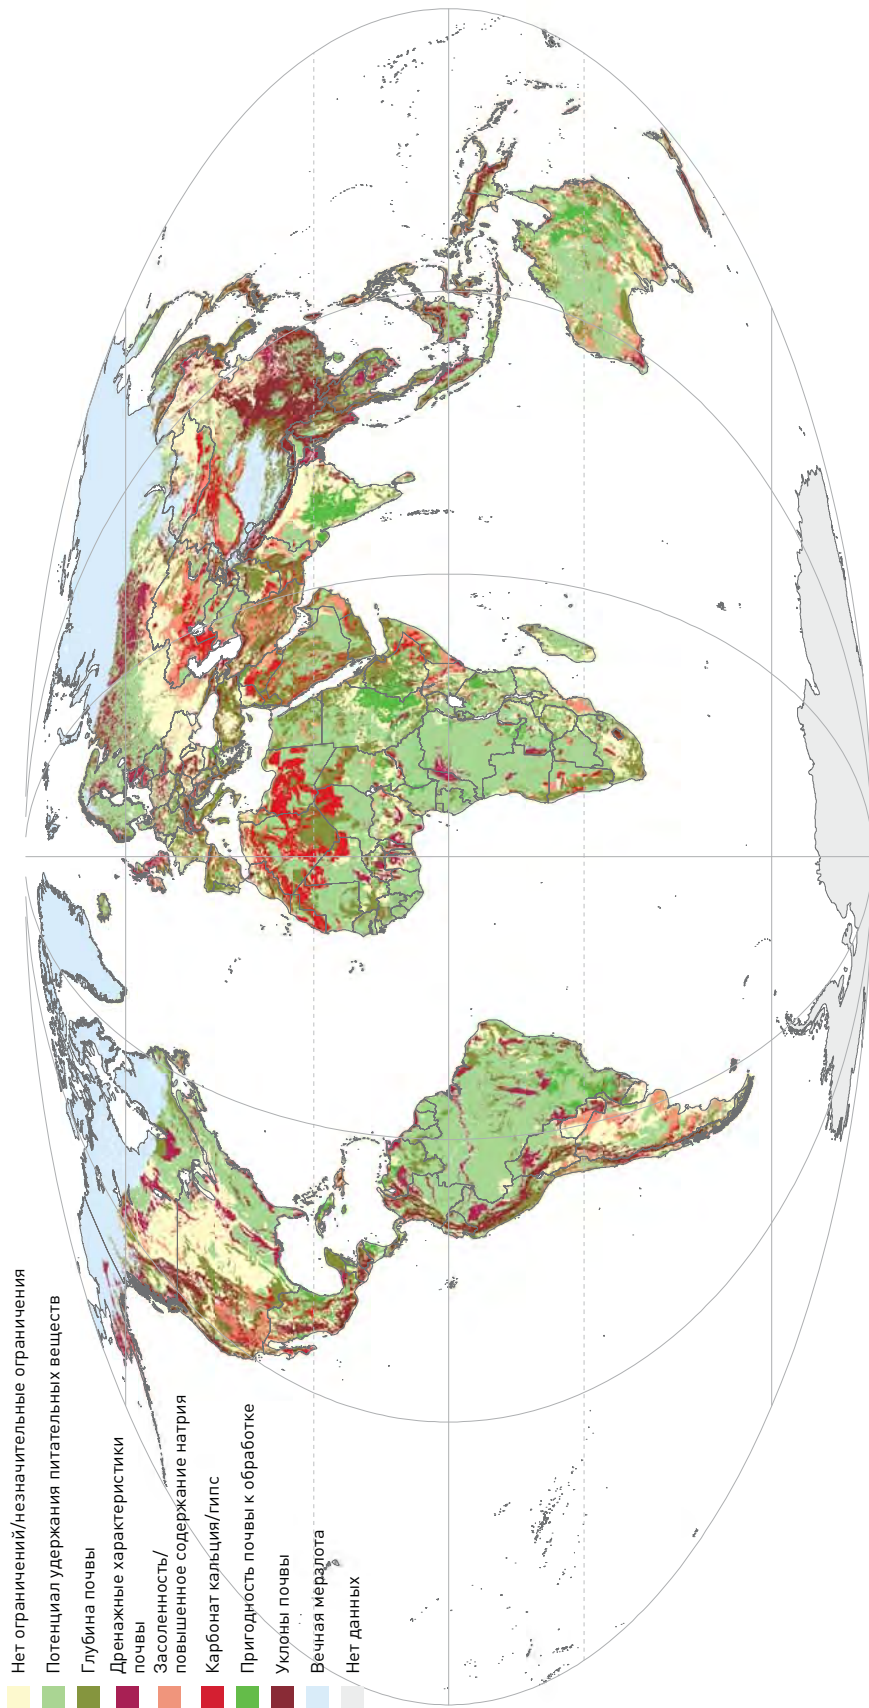 Нет ограничений/незначительные ограничения
Потенциал удержания питательных веществ
Глубина почвы
Дренажные характеристики
почвы
Засоленность/
повышенное содержание натрия
Карбонат кальция/гипс
Пригодность почвы к обработке
Уклоны почвы
Вечная мерзлота
Нет данных